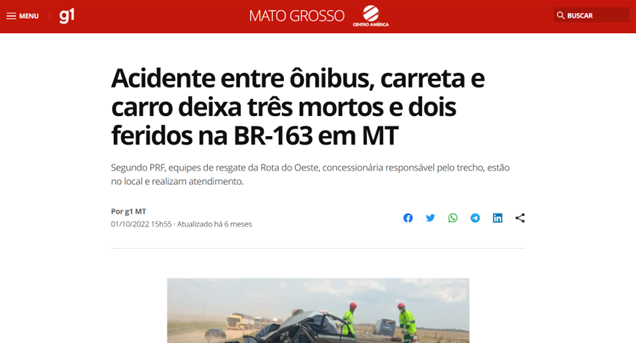 MENU
g1
MATO GROSSO
CENTRO AMÉRICA
BUSCAR
Acidente entre ônibus, carreta e
carro deixa três mortos e dois
feridos na BR-163 em MT
Segundo PRF, equipes de resgate da Rota do Oeste, concessionária responsável pelo trecho, estão
no local e realizam atendimento.
Por g1 MT
01/10/2022 15h55 · Atualizado há 6 meses